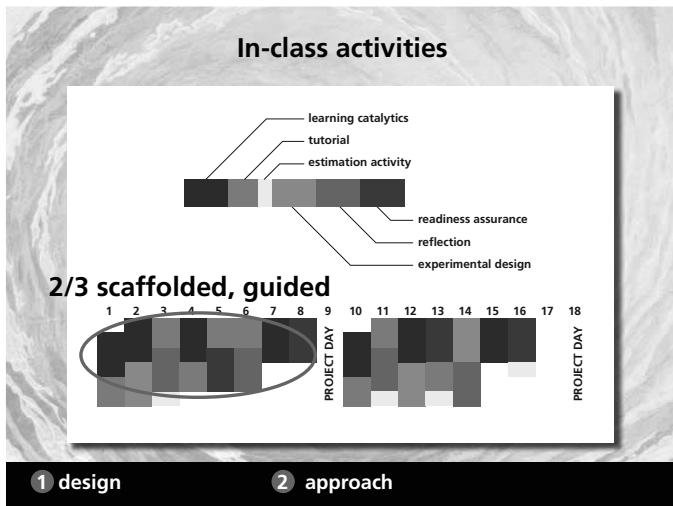 In-class activities
learning catalytics
tutorial
estimation activity
readiness assurance
reflection
experimental design
2/3 scaffolded, guided
1 2 3 4 5 6 7 8 9 10 11 12 13 14 15 16 17 18
PROJECT DAY
PROJECT DAY
1 design
2 approach